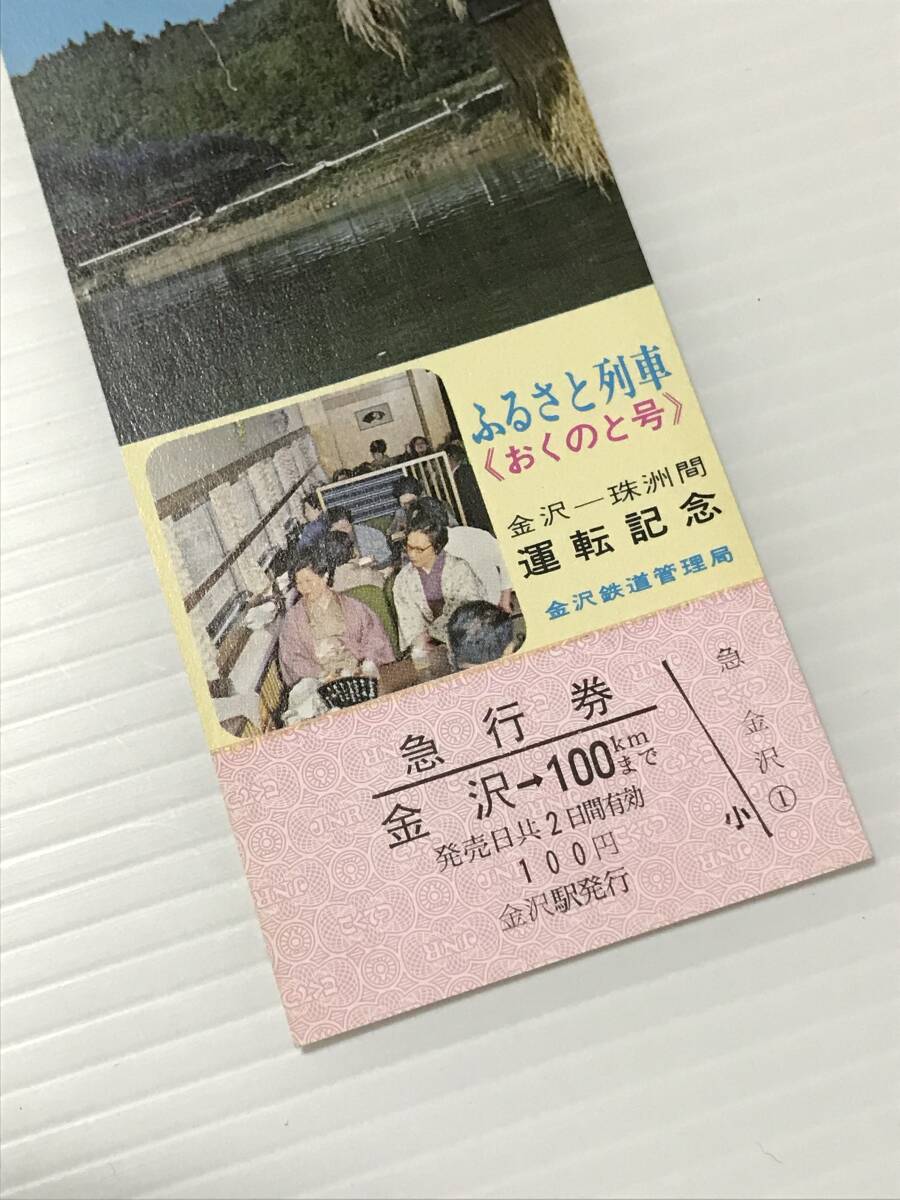 ふるさと列車
《おくのと号》
金沢―珠洲間
運転記念
金沢鉄道管理局
急行券
金沢→100kmまで
発売日共2日間有効
100円
金沢駅発行
急
金沢①
小